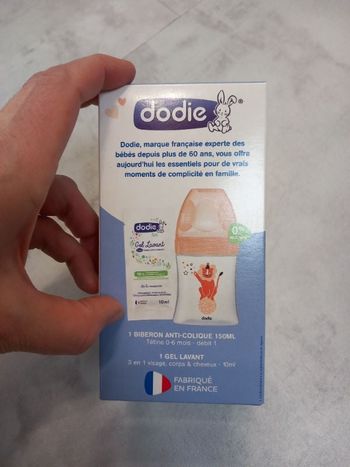 dodie
Dodie, marque française experte des
bébés depuis plus de 60 ans, vous offre
aujourd'hui les essentiels pour de vrais
moments de complicité en famille.
dodie
Gel Lavant
10ml
0%
dodie
1 BIBERON ANTI-COLIQUE 150ML
Tétine 0-6 mois - débit 1
1 GEL LAVANT
3 en 1 visage, corps & cheveux - 10ml
FABRIQUÉ
EN FRANCE